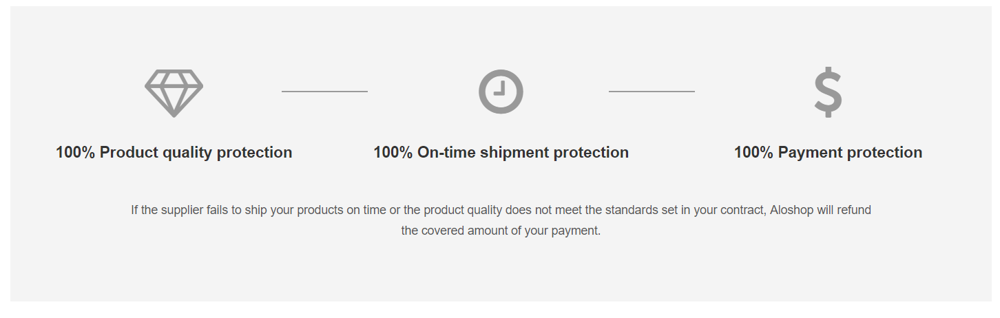 100% Product quality protection
100% On-time shipment protection
100% Payment protection
If the supplier fails to ship your products on time or the product quality does not meet the standards set in your contract, Aloshop will refund
the covered amount of your payment.